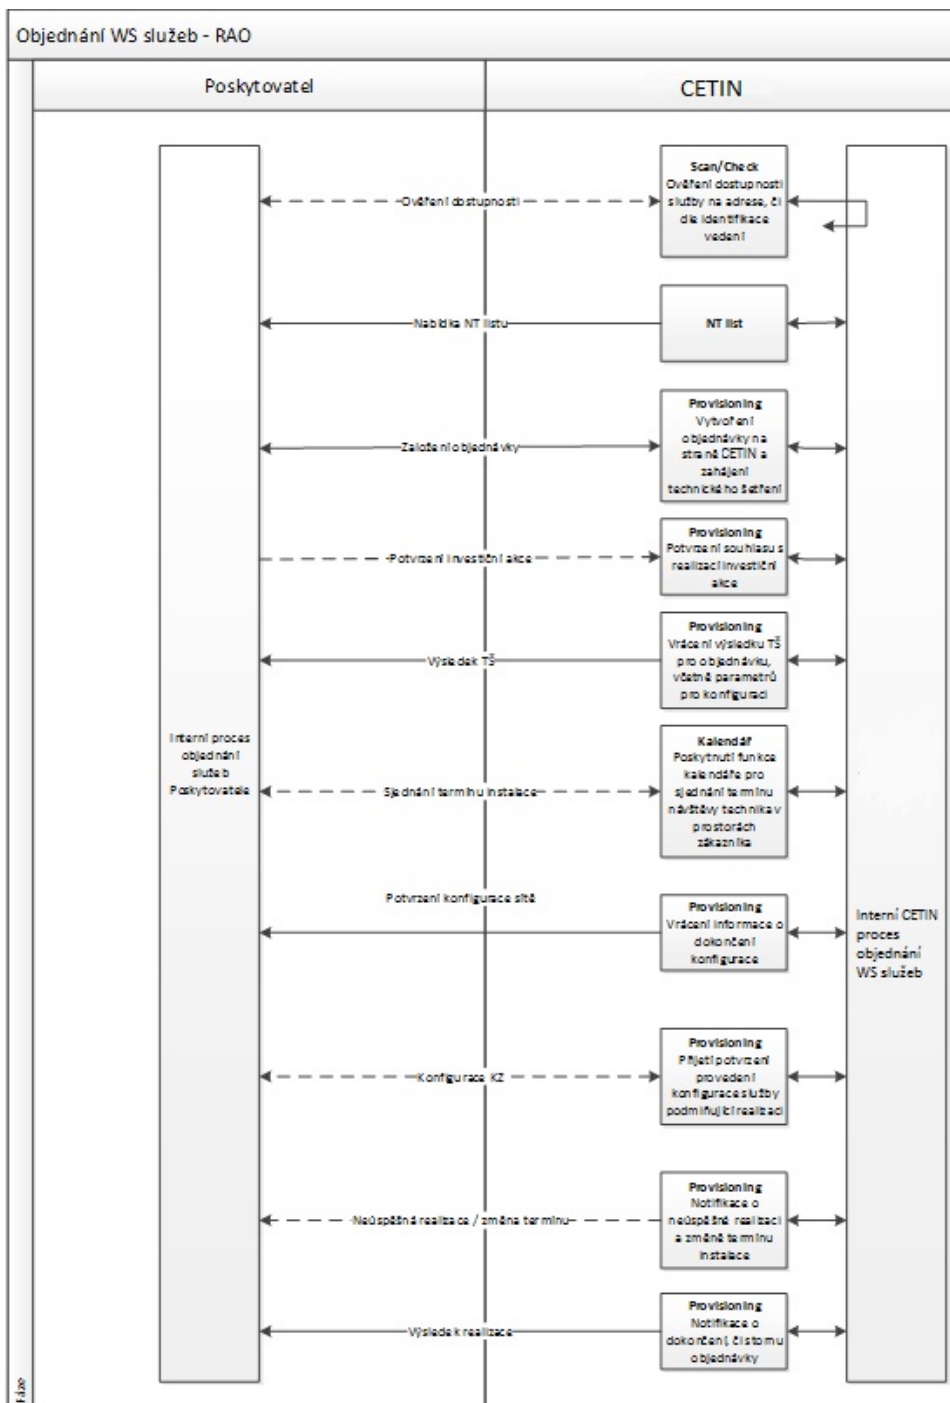 Objednání WS služeb - RAO
Poskytovatel
CETIN
Scan/Check
Ověření dostupnosti
služby na adrese, či
dle identifikace
vedení
Ověření dostupnosti
NT list
Nabídka NT listu
Provisioning
Vytvoření
objednávky na
straně CETIN a
zahájení
technického šetření
Založení objednávky
Provisioning
Potvrzení souhlasu s
realizací investiční
akce
Potvrzení investiční akce
Provisioning
Vrácení výsledku TŠ
pro objednávku,
včetně parametrů
pro konfiguraci
Výsledek TŠ
Interní proces
objednání
služeb
Poskytovatele
Kalendář
Poskytnutí funkce
kalendáře pro
sjednání termínu
návštěvy technika v
prostorách
zákazníka
Sjednání termínu instalace
Potvrzení konfigurace sítě
Provisioning
Vrácení informace o
dokončení
konfigurace
Interní CETIN
proces
objednání
WS služeb
Provisioning
Přijetí potvrzení
provedení
konfigurace služby
podmiňující realizaci
Konfigurace KZ
Provisioning
Notifikace o
neúspěšné realizaci
a změně termínu
instalace
Neúspěšná realizace / změna termínu
Provisioning
Notifikace o
dokončení, či stornu
objednávky
Výsledek realizace
Fáze